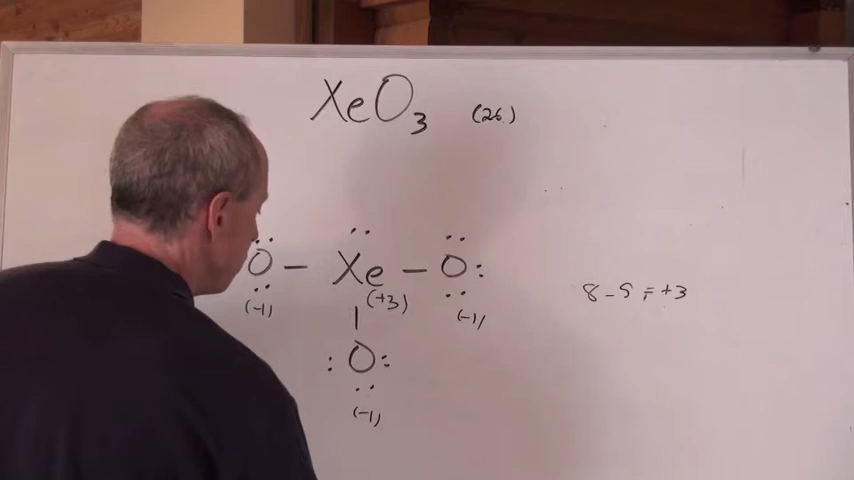 XeO3 (26)
O – Xe – O
(-1) (+3) (-1)
8 - 5 = +3
|
O
(-1)